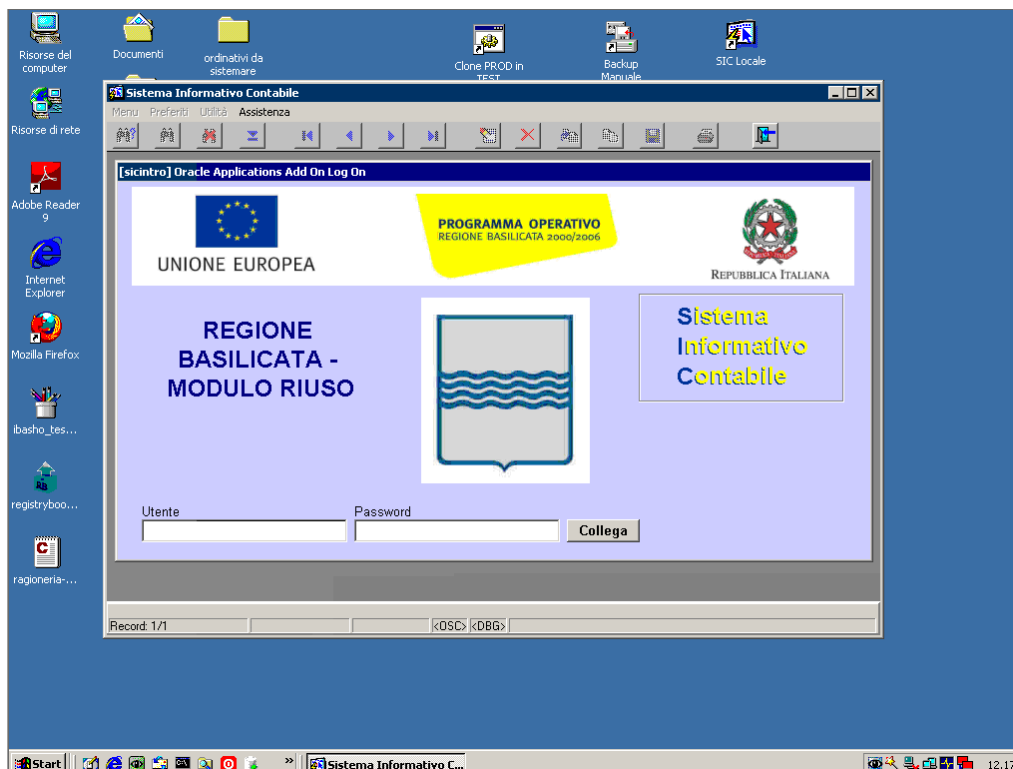 Risorse del
computer
Documenti
ordinativi da
sistemare
Clone PROD in
TEST
Backup
Manuale
SIC Locale
Risorse di rete
Adobe Reader
9
Internet
Explorer
Mozilla Firefox
ibasho_tes...
registryboo...
ragioneria-...
Sistema Informativo Contabile
Menu Preferiti Utilità Assistenza
[sicintro] Oracle Applications Add On Log On
UNIONE EUROPEA
PROGRAMMA OPERATIVO
REGIONE BASILICATA 2000/2006
REPUBBLICA ITALIANA
REGIONE
BASILICATA -
MODULO RIUSO
Sistema
Informativo
Contabile
Utente
Password
Collega
Record: 1/1
<OSC> <DBG>
Start
Sistema Informativo C...
12.17